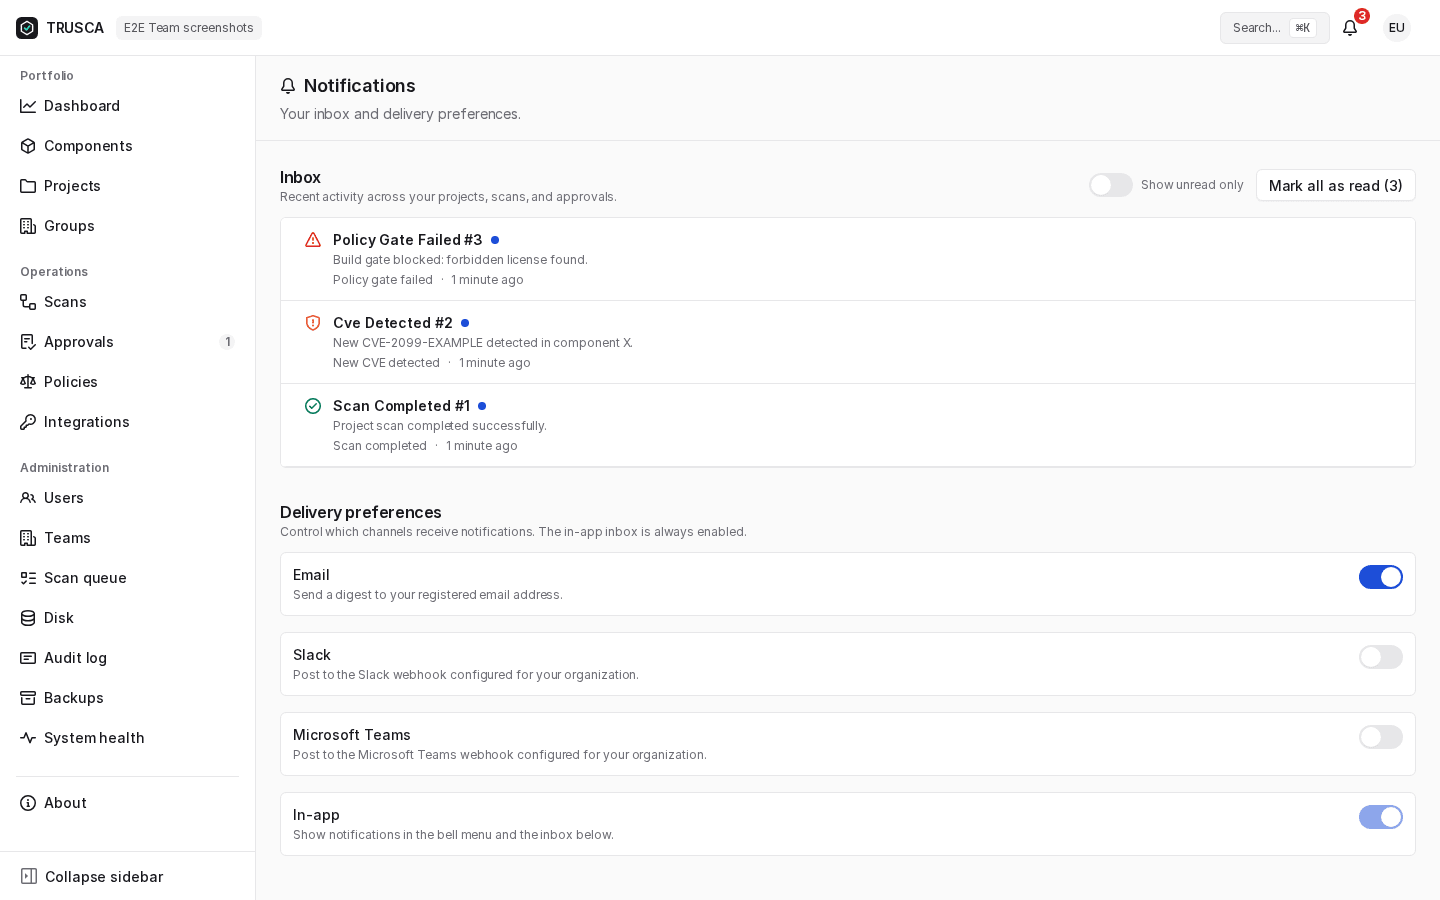 TRUSCA
E2E Team screenshots
Search... ⌘K
3
EU
Portfolio
Dashboard
Components
Projects
Groups
Operations
Scans
Approvals 1
Policies
Integrations
Administration
Users
Teams
Scan queue
Disk
Audit log
Backups
System health
About
Collapse sidebar
Notifications
Your inbox and delivery preferences.
Inbox
Recent activity across your projects, scans, and approvals.
Show unread only
Mark all as read (3)
Policy Gate Failed #3
Build gate blocked: forbidden license found.
Policy gate failed · 1 minute ago
Cve Detected #2
New CVE-2099-EXAMPLE detected in component X.
New CVE detected · 1 minute ago
Scan Completed #1
Project scan completed successfully.
Scan completed · 1 minute ago
Delivery preferences
Control which channels receive notifications. The in-app inbox is always enabled.
Email
Send a digest to your registered email address.
Slack
Post to the Slack webhook configured for your organization.
Microsoft Teams
Post to the Microsoft Teams webhook configured for your organization.
In-app
Show notifications in the bell menu and the inbox below.